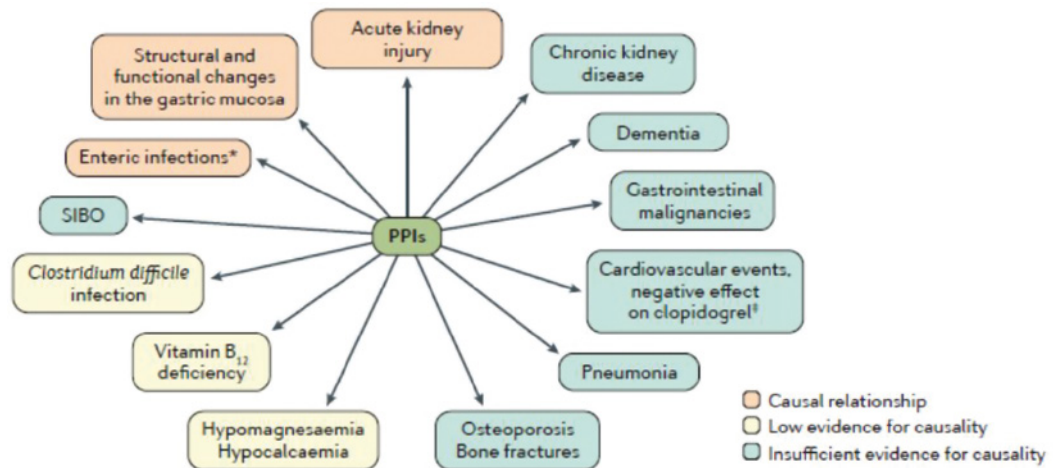 Acute kidney
injury
Structural and
functional changes
in the gastric mucosa
Chronic kidney
disease
Dementia
Enteric infections*
Gastrointestinal
malignancies
SIBO
PPIs
Clostridium difficile
infection
Cardiovascular events,
negative effect
on clopidogrel‡
Vitamin B₁₂
deficiency
Pneumonia
Hypomagnesaemia
Hypocalcaemia
Osteoporosis
Bone fractures
Causal relationship
Low evidence for causality
Insufficient evidence for causality